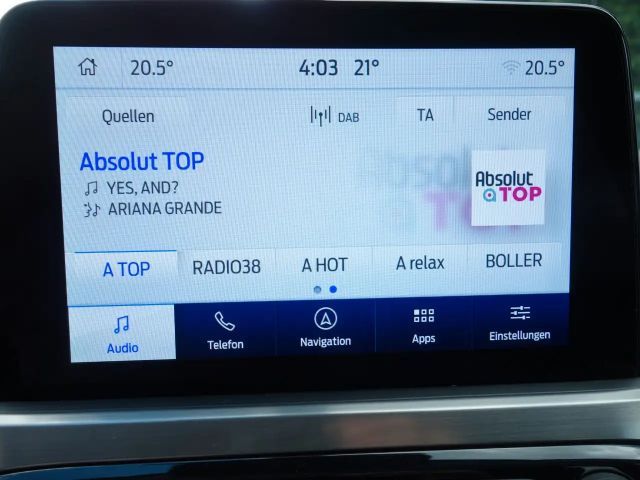 20.5° 4:03 21° 20.5°
Quellen DAB TA Sender
Absolut TOP
YES, AND?
ARIANA GRANDE
Absolut
TOP
A TOP RADIO38 A HOT A relax BOLLER
Audio Telefon Navigation Apps Einstellungen